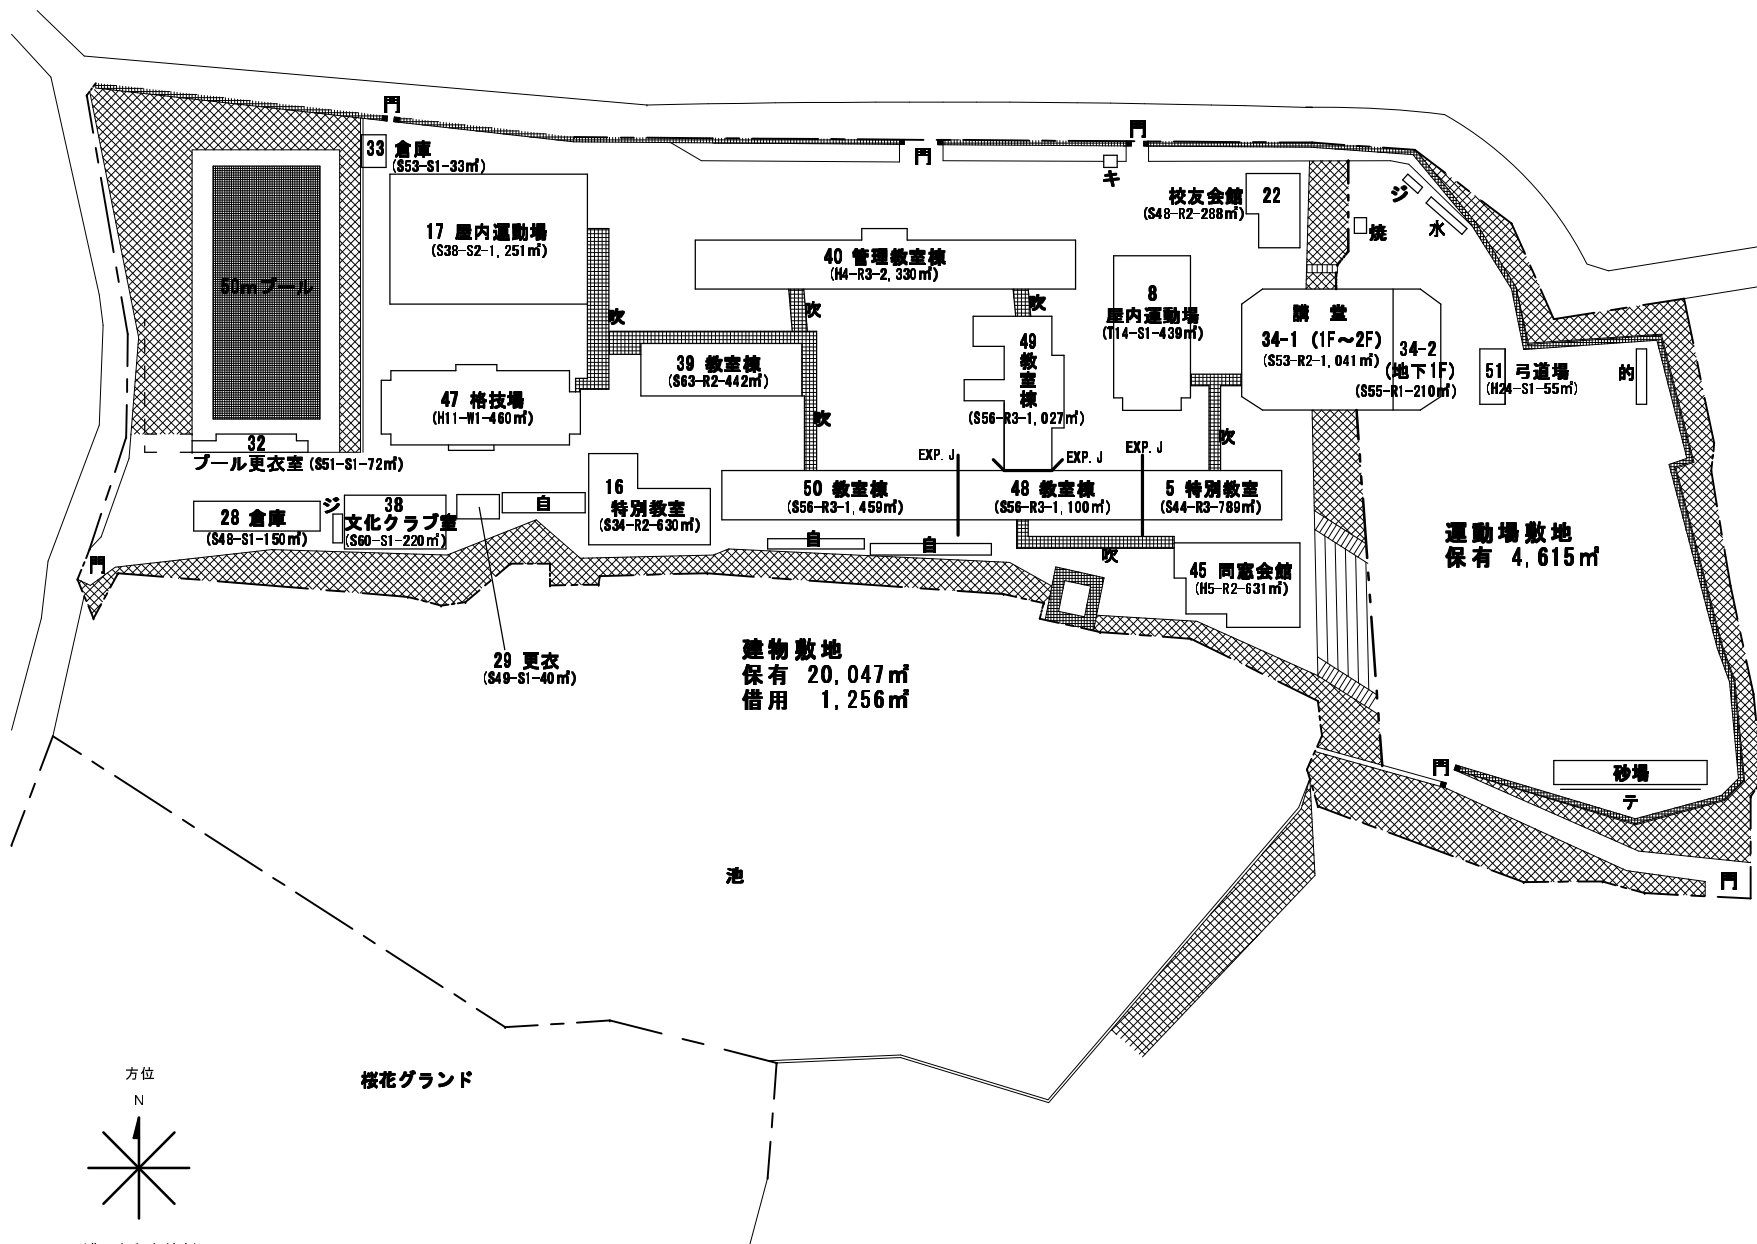 門
33 倉庫
(S53-S1-33㎡)
門
門
キ
校友会館
(S48-R2-288㎡)
22
ジ
水
焼
17 屋内運動場
(S38-S2-1,251㎡)
40 管理教室棟
(H4-R3-2,330㎡)
50mプール
吹
吹
吹
8
屋内運動場
(T14-S1-439㎡)
講 堂
34-1 (1F～2F)
(S53-R2-1,041㎡)
34-2
(地下1F)
(S55-R1-210㎡)
51 弓道場
(H24-S1-55㎡)
的
39 教室棟
(S63-R2-442㎡)
49
教
室
棟
(S56-R3-1,027㎡)
47 格技場
(H11-W1-460㎡)
吹
吹
32
プール更衣室 (S51-S1-72㎡)
EXP.J
EXP.J
EXP.J
28 倉庫
(S48-S1-150㎡)
ジ
38
文化クラブ室
(S60-S1-220㎡)
自
16
特別教室
(S34-R2-630㎡)
50 教室棟
(S56-R3-1,459㎡)
48 教室棟
(S56-R3-1,100㎡)
5 特別教室
(S44-R3-789㎡)
自
自
吹
門
45 同窓会館
(H5-R2-631㎡)
運動場敷地
保有 4,615㎡
29 更衣
(S49-S1-40㎡)
建物敷地
保有 20,047㎡
借用 1,256㎡
門
砂場
テ
門
池
桜花グランド
方位
N